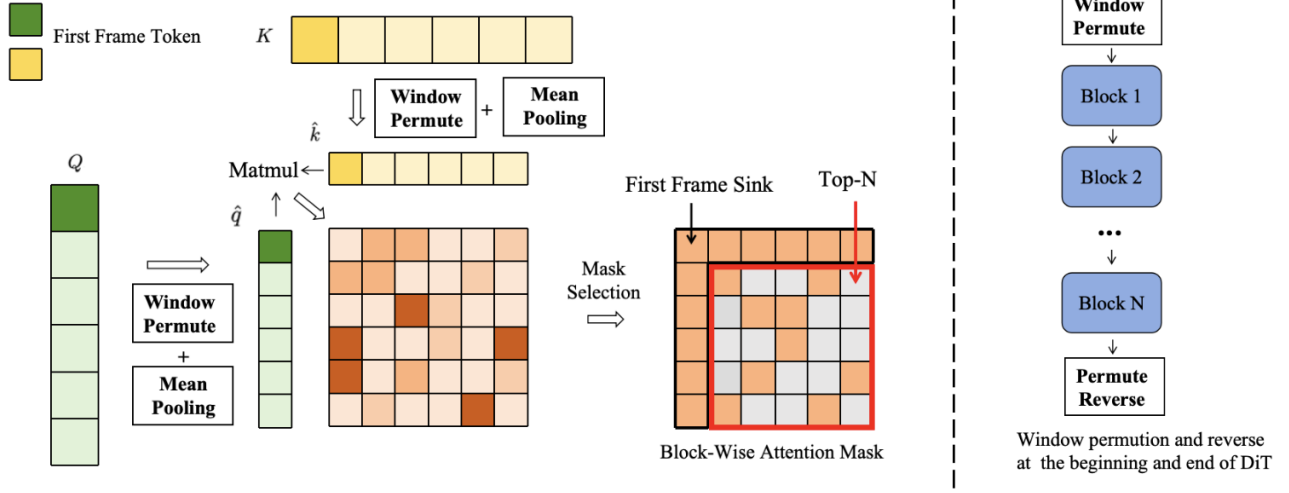 First Frame Token
K
Window
Permute
+
Mean
Pooling
k̂
Matmul
Q
q̂
Window
Permute
+
Mean
Pooling
Mask
Selection
First Frame Sink
Top-N
Block-Wise Attention Mask
Window
Permute
Block 1
Block 2
...
Block N
Permute
Reverse
Window permution and reverse
at the beginning and end of DiT